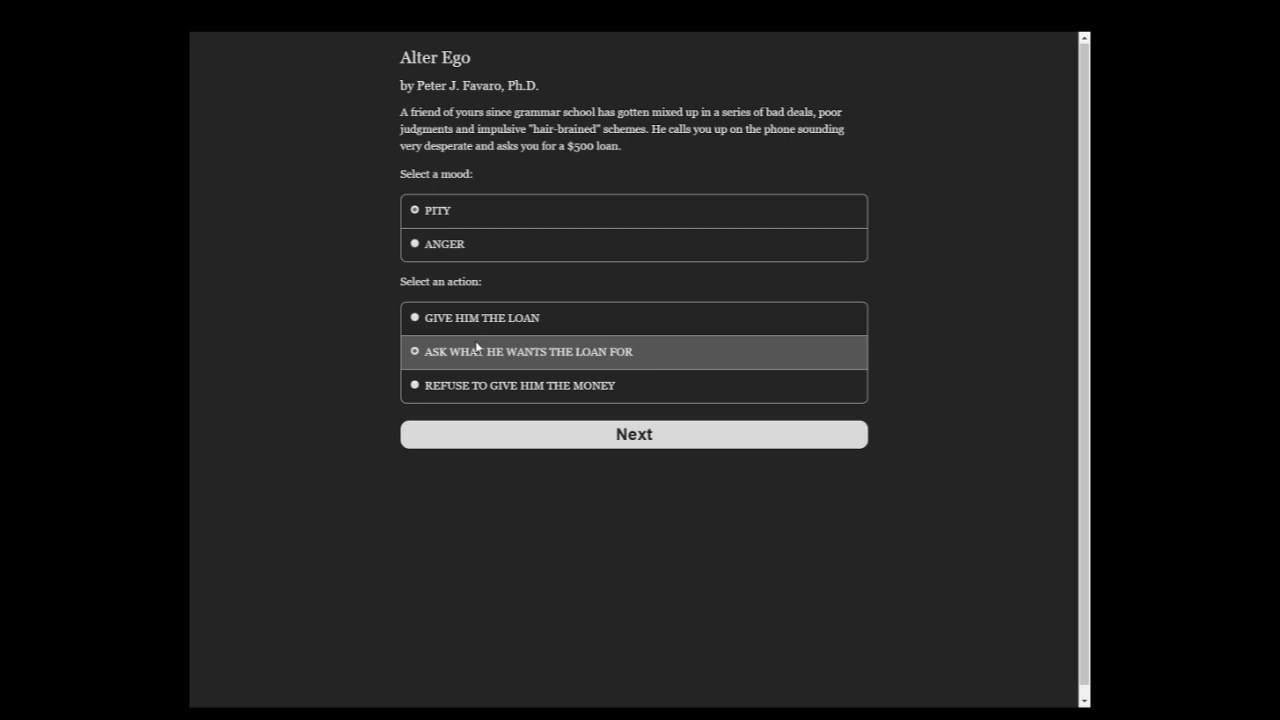 Alter Ego
by Peter J. Favaro, Ph.D.
A friend of yours since grammar school has gotten mixed up in a series of bad deals, poor
judgments and impulsive "hair-brained" schemes. He calls you up on the phone sounding
very desperate and asks you for a $500 loan.
Select a mood:
PITY
ANGER
Select an action:
GIVE HIM THE LOAN
ASK WHAT HE WANTS THE LOAN FOR
REFUSE TO GIVE HIM THE MONEY
Next